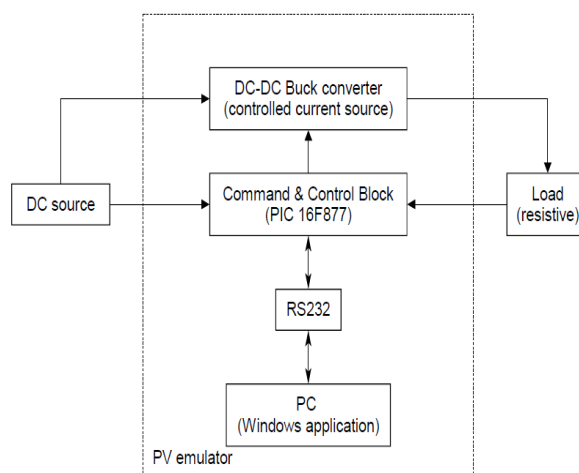 DC-DC Buck converter
(controlled current source)
DC source
Command & Control Block
(PIC 16F877)
Load
(resistive)
RS232
PC
(Windows application)
PV emulator